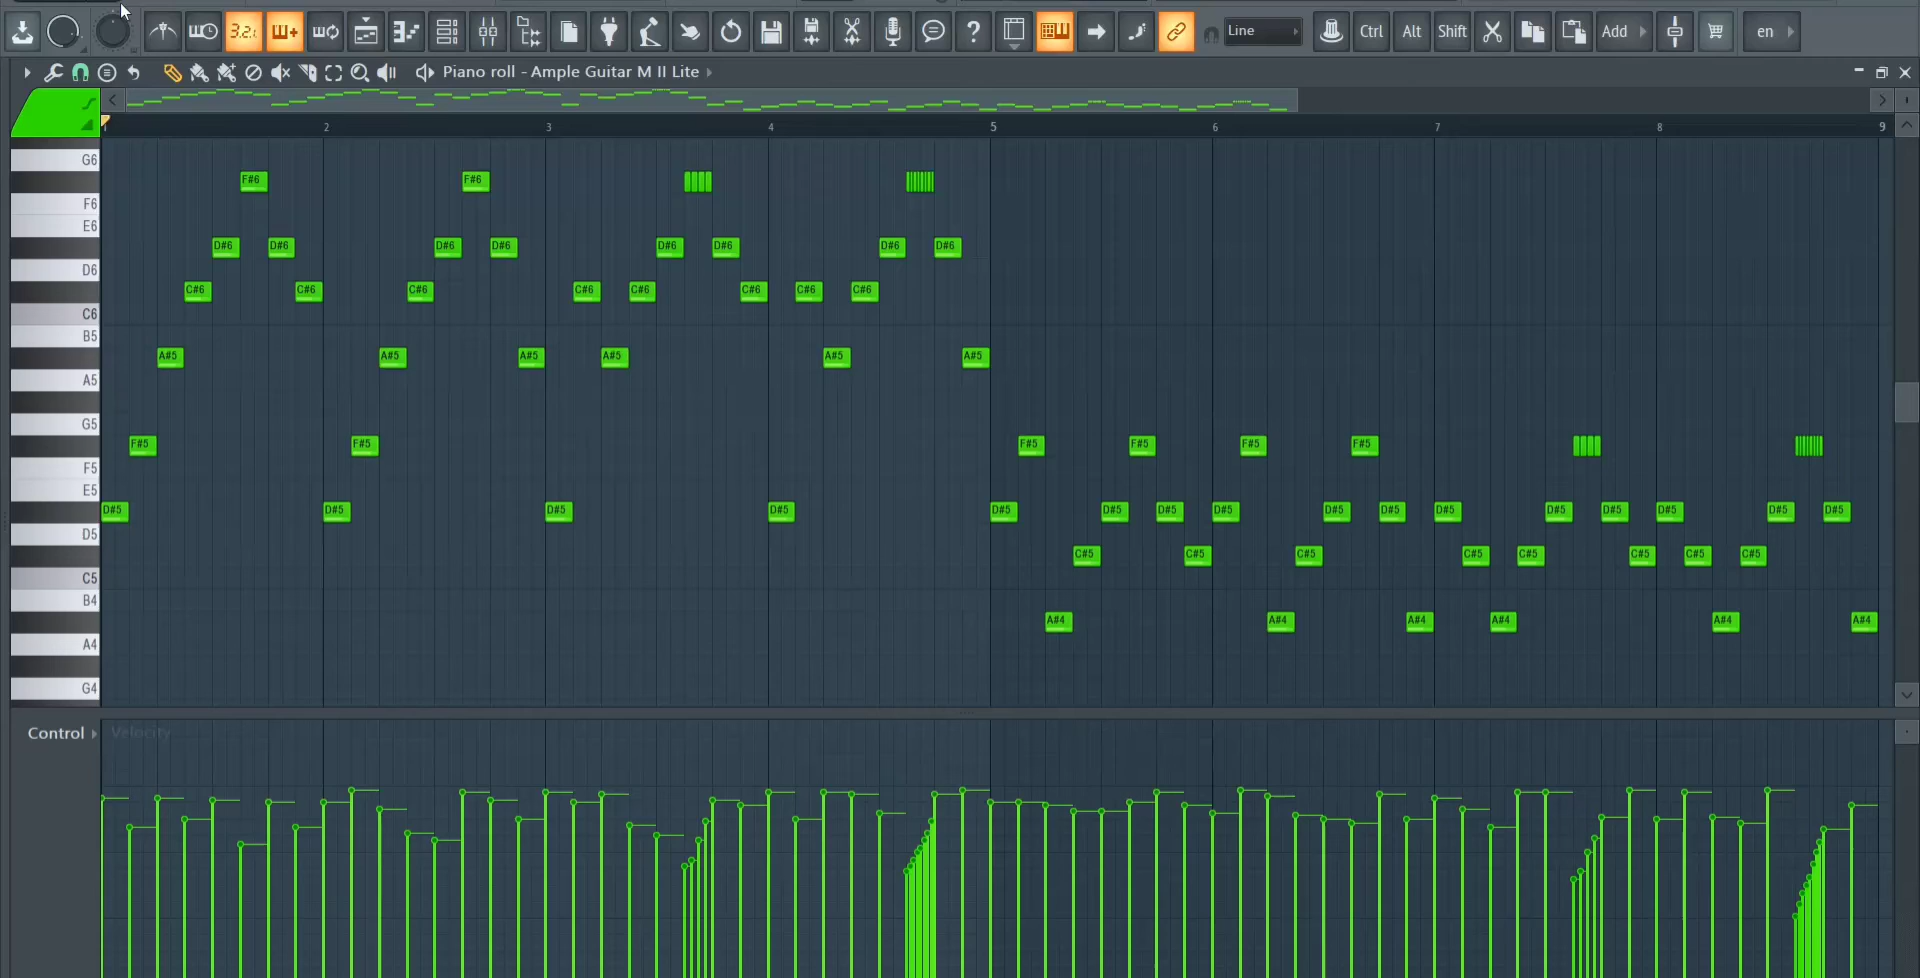 3.2. Line Ctrl Alt Shift Add en
Piano roll - Ample Guitar M II Lite
1 2 3 4 5 6 7 8 9
G6
F#6 F#6
F6
E6
D#6 D#6 D#6 D#6 D#6 D#6 D#6 D#6
D6
C#6 C#6 C#6 C#6 C#6 C#6 C#6 C#6
C6
B5
A#5 A#5 A#5 A#5 A#5 A#5
A5
G5
F#5 F#5 F#5 F#5 F#5 F#5
F5
E5
D#5 D#5 D#5 D#5 D#5 D#5 D#5 D#5 D#5 D#5 D#5 D#5 D#5 D#5 D#5 D#5
D5
C#5 C#5 C#5 C#5 C#5 C#5 C#5 C#5
C5
B4
A#4 A#4 A#4 A#4 A#4 A#4
A4
G4
Control Velocity